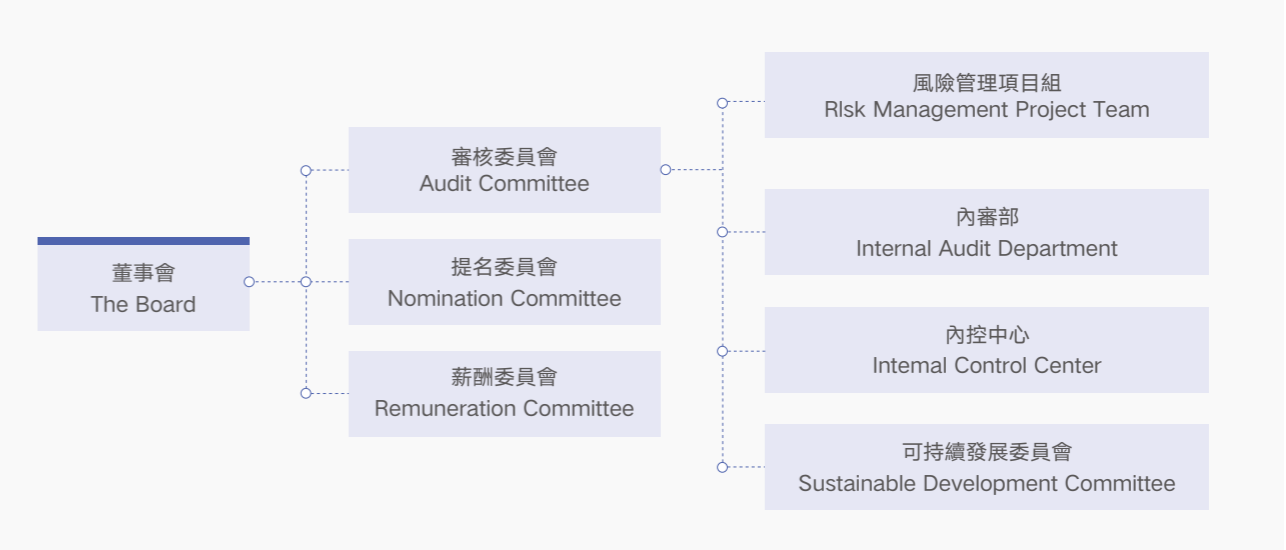 董事會
The Board
審核委員會
Audit Committee
提名委員會
Nomination Committee
薪酬委員會
Remuneration Committee
風險管理項目組
RIsk Management Project Team
內審部
Internal Audit Department
內控中心
Intemal Control Center
可持續發展委員會
Sustainable Development Committee